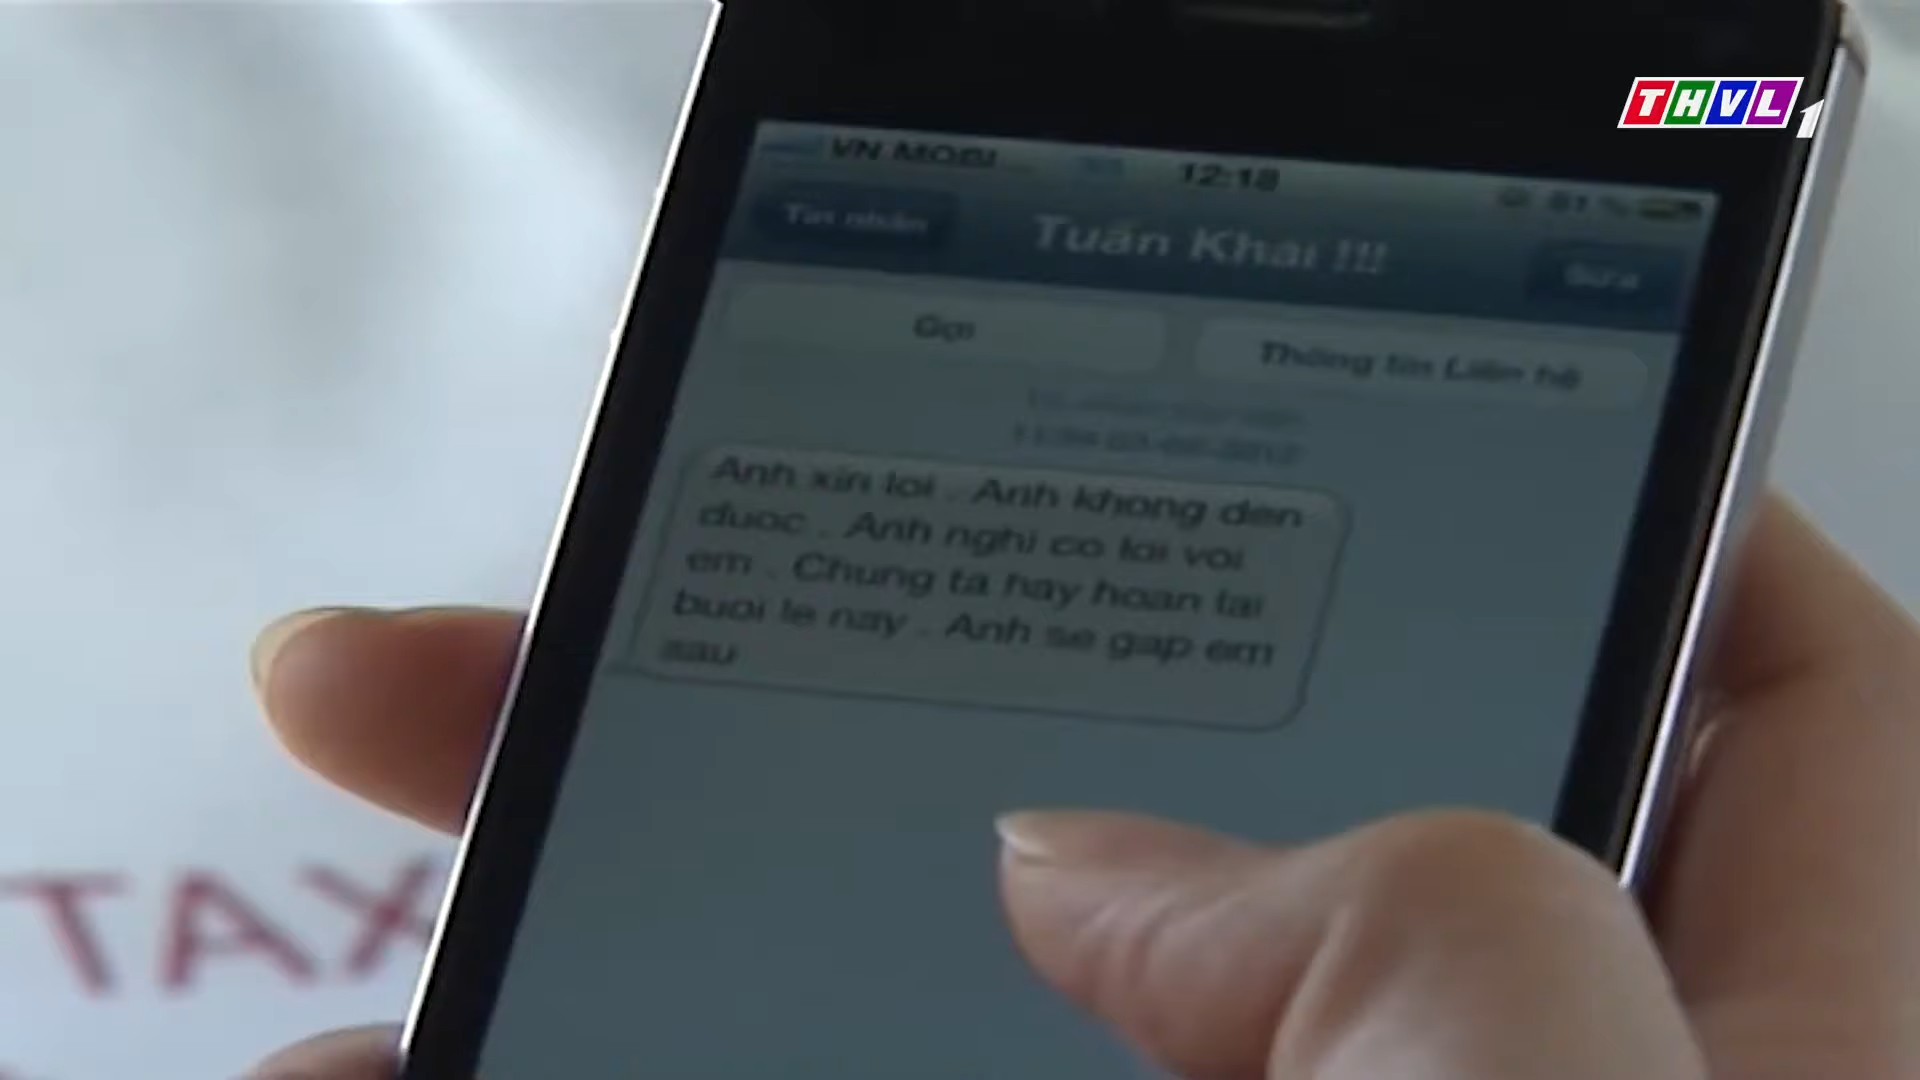 THVL1
VN MOBI 12:18
Tin nhắn Tuấn Khải !!! Sửa
Gọi Thông tin Liên hệ
Anh xin loi . Anh khong den
duoc . Anh nghi co loi voi
em . Chung ta hay hoan lai
buoi le nay . Anh se gap em
sau
TAX